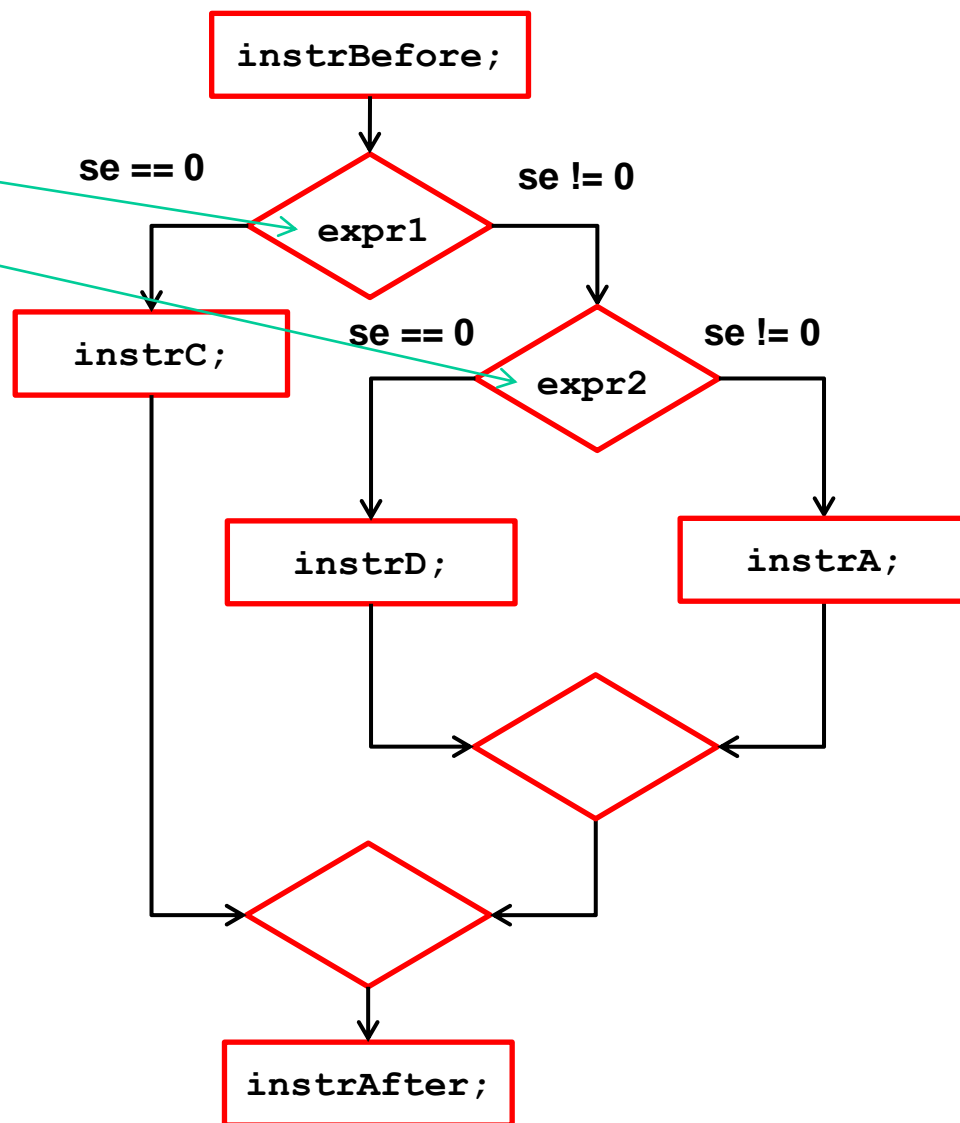 instrBefore;
se == 0
se != 0
expr1
instrC;
se == 0
se != 0
expr2
instrD;
instrA;
instrAfter;